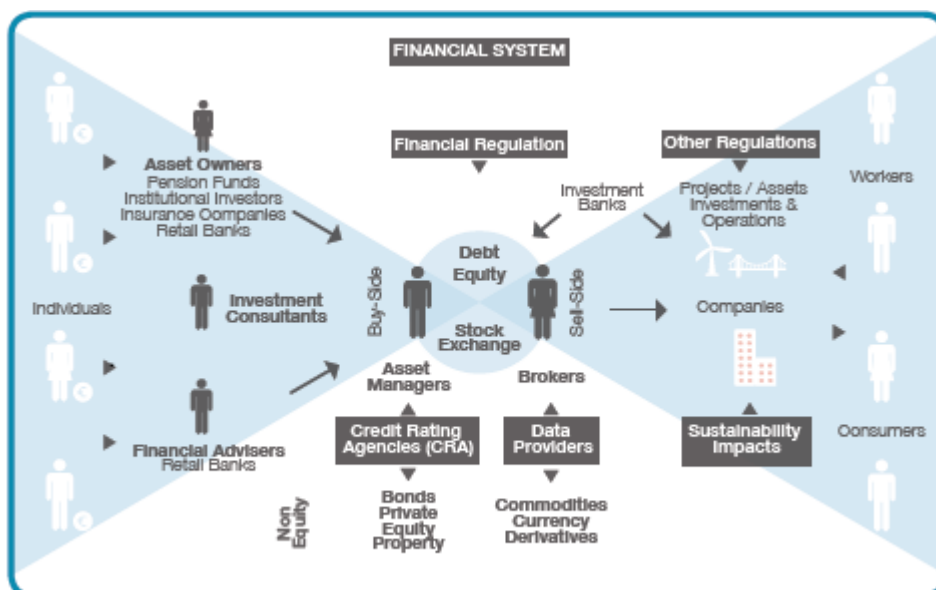 FINANCIAL SYSTEM
Financial Regulation
Other Regulations
Asset Owners
Pension Funds
Institutional Investors
Insurance Companies
Retail Banks
Investment
Banks
Projects / Assets
Investments &
Operations
Workers
Individuals
Investment
Consultants
Buy-Side
Debt
Equity
Stock
Exchange
Sell-Side
Companies
Asset
Managers
Brokers
Financial Advisers
Retail Banks
Credit Rating
Agencies (CRA)
Data
Providers
Sustainability
Impacts
Consumers
Non
Equity
Bonds
Private
Equity
Property
Commodities
Currency
Derivatives
€
€
€
€